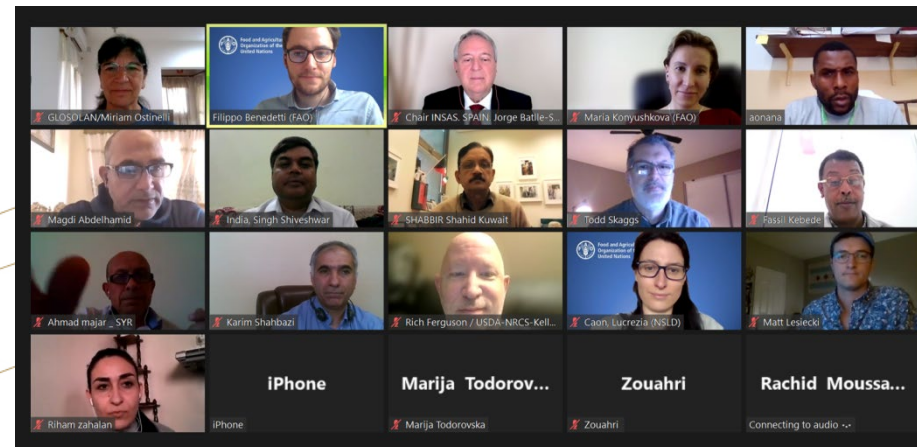 Food and Agriculture
Organization of the
United Nations
GLOSOLAN/Miriam Ostinelli
Filippo Benedetti (FAO)
Chair INSAS. SPAIN. Jorge Batlle-S...
Maria Konyushkova (FAO)
aonana
Magdi Abdelhamid
India, Singh Shiveshwar
SHABBIR Shahid Kuwait
Todd Skaggs
Fassil Kebede
Food and Agricul
Organization of
United Nations
Ahmad majar _ SYR
Karim Shahbazi
Rich Ferguson / USDA-NRCS-Kell...
Caon, Lucrezia (NSLD)
Matt Lesiecki
iPhone
Marija Todorov...
Zouahri
Rachid Moussa...
Riham zahalan
iPhone
Marija Todorovska
Zouahri
Connecting to audio